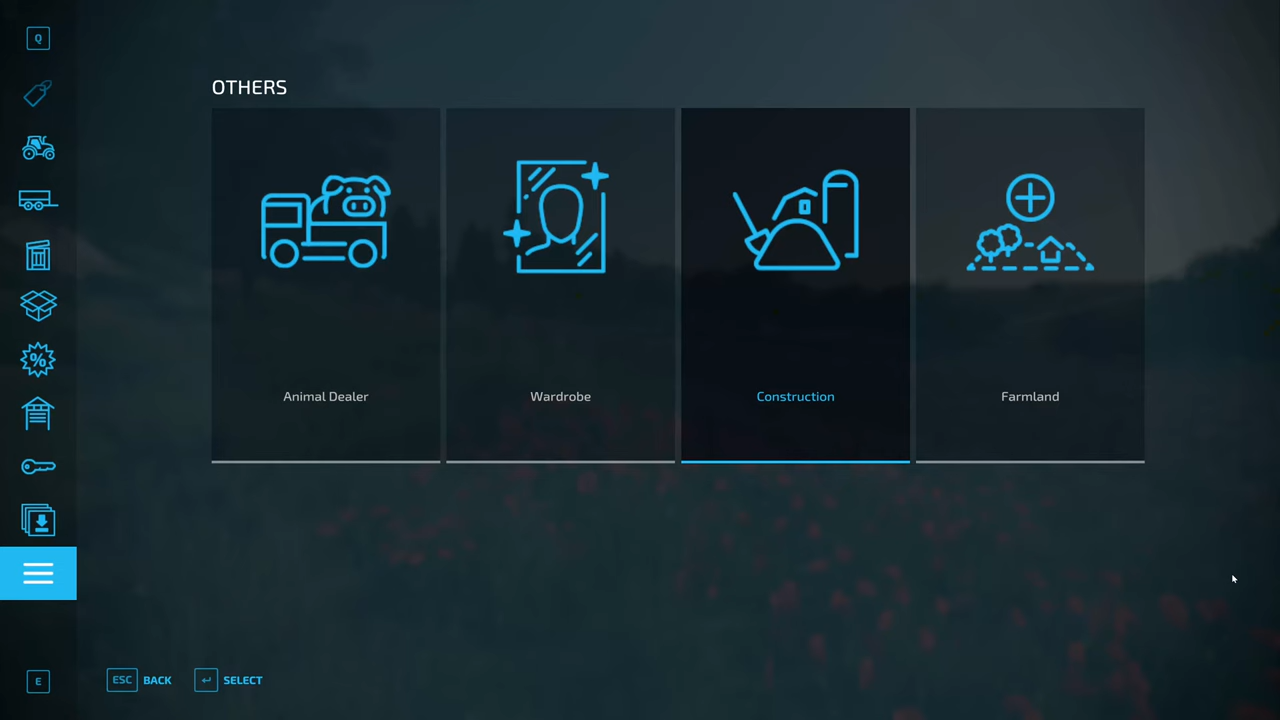 Q
OTHERS
%
Animal Dealer
Wardrobe
Construction
Farmland
E
ESC BACK
↵ SELECT